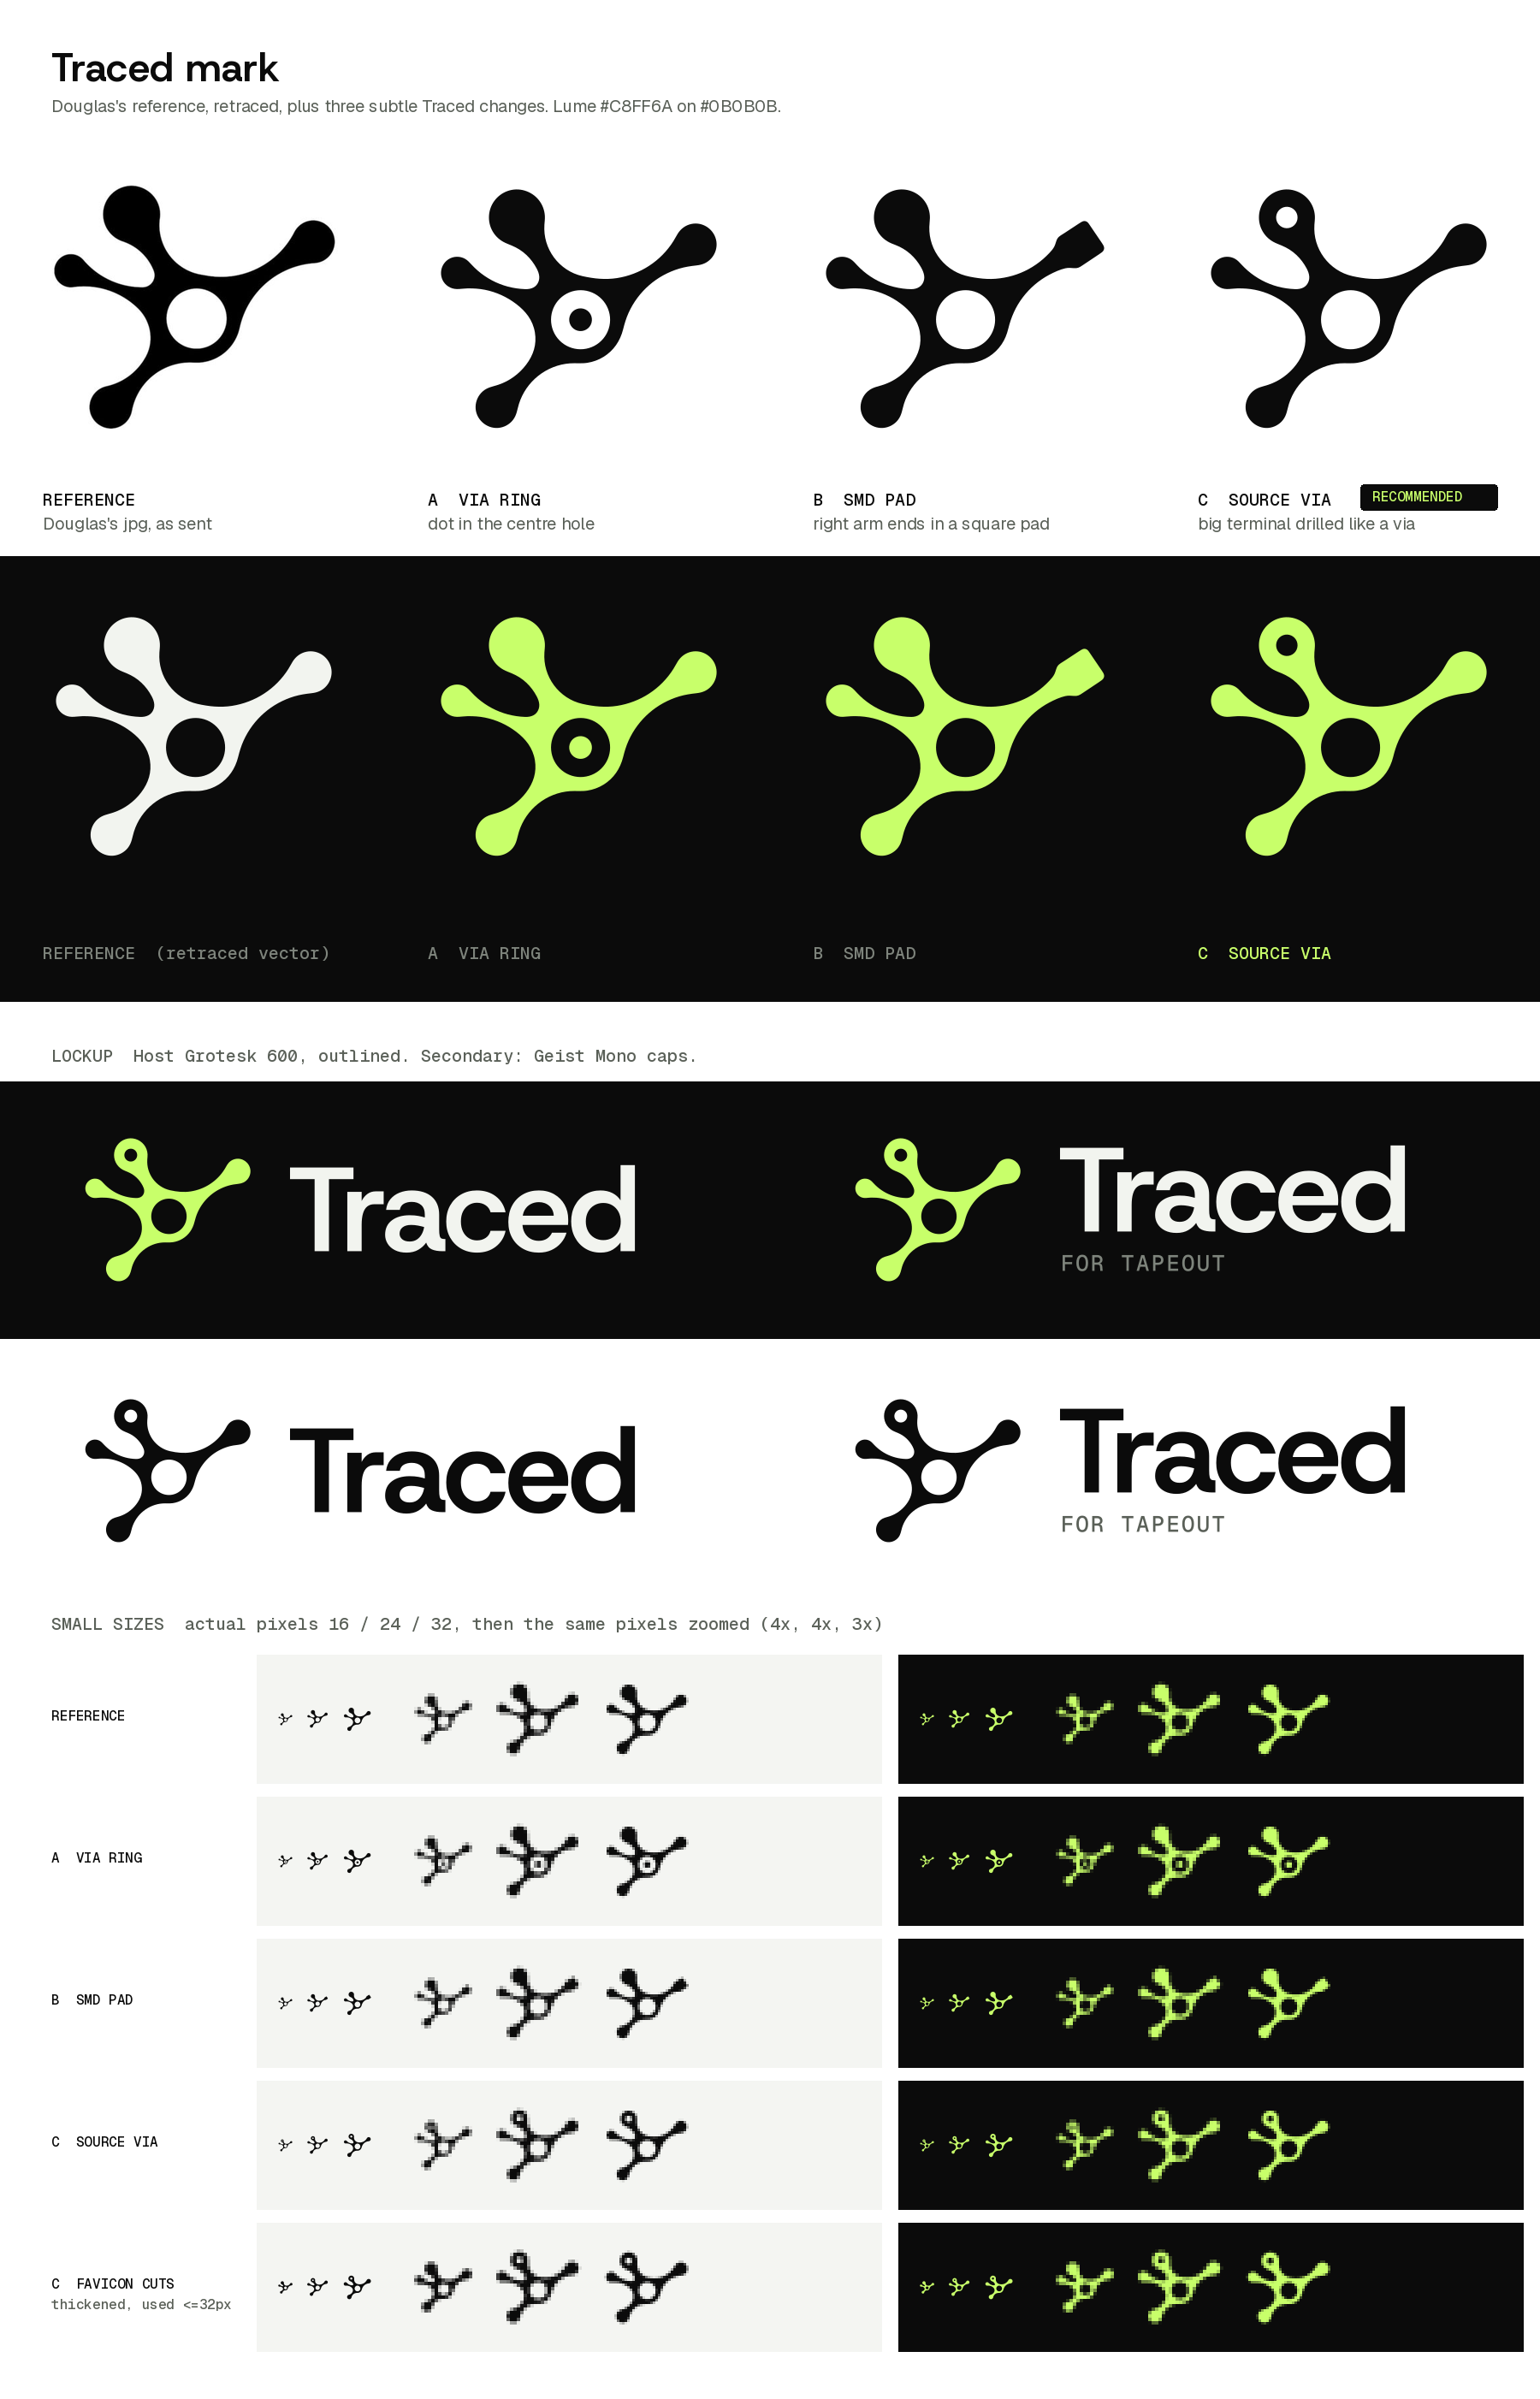 Traced mark
Douglas's reference, retraced, plus three subtle Traced changes. Lume #C8FF6A on #0B0B0B.
REFERENCE
Douglas's jpg, as sent
A VIA RING
dot in the centre hole
B SMD PAD
right arm ends in a square pad
C SOURCE VIA
RECOMMENDED
big terminal drilled like a via
REFERENCE (retraced vector)
A VIA RING
B SMD PAD
C SOURCE VIA
LOCKUP Host Grotesk 600, outlined. Secondary: Geist Mono caps.
Traced
Traced
FOR TAPEOUT
Traced
Traced
FOR TAPEOUT
SMALL SIZES actual pixels 16 / 24 / 32, then the same pixels zoomed (4x, 4x, 3x)
REFERENCE
A VIA RING
B SMD PAD
C SOURCE VIA
C FAVICON CUTS
thickened, used <=32px